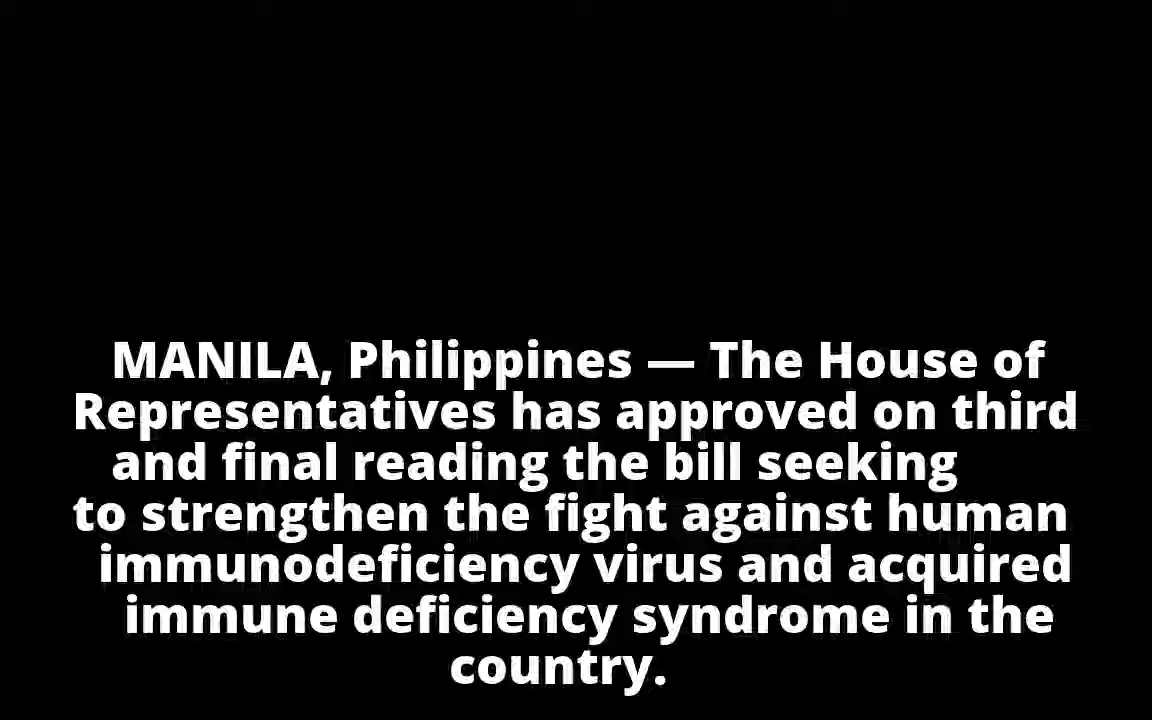 MANILA, Philippines — The House of
Representatives has approved on third
and final reading the bill seeking
to strengthen the fight against human
immunodeficiency virus and acquired
immune deficiency syndrome in the
country.